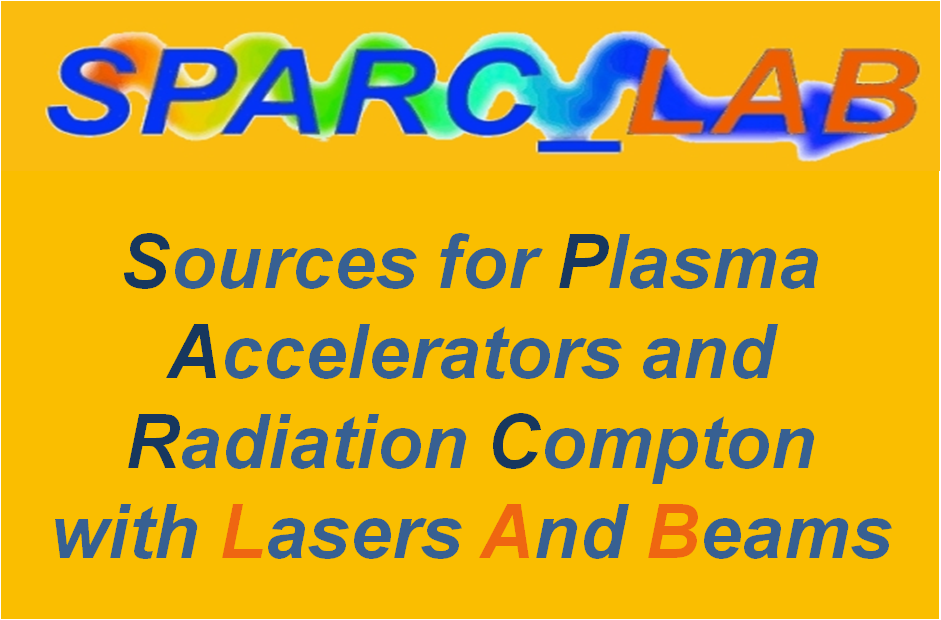 SPARC_LAB
Sources for Plasma
Accelerators and
Radiation Compton
with Lasers And Beams